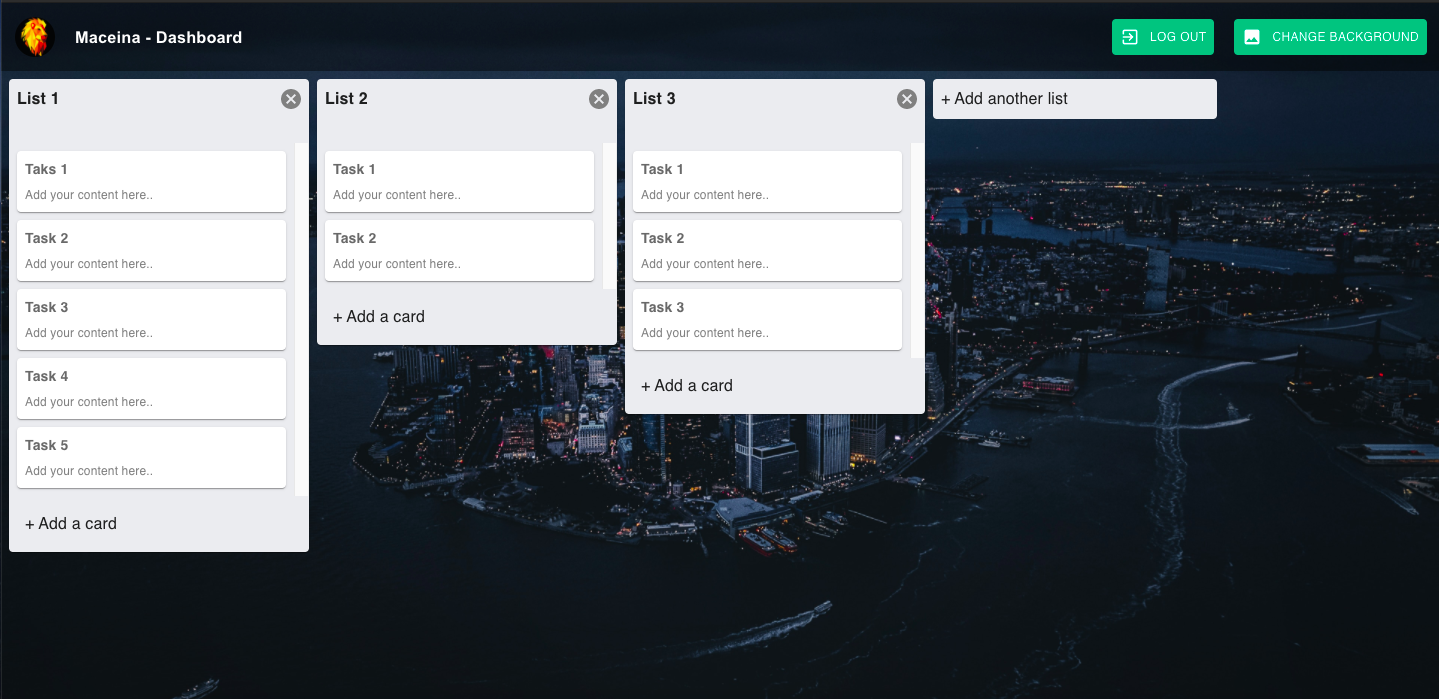 Maceina - Dashboard
LOG OUT
CHANGE BACKGROUND
List 1
Taks 1
Add your content here..
Task 2
Add your content here..
Task 3
Add your content here..
Task 4
Add your content here..
Task 5
Add your content here..
+ Add a card
List 2
Task 1
Add your content here..
Task 2
Add your content here..
+ Add a card
List 3
Task 1
Add your content here..
Task 2
Add your content here..
Task 3
Add your content here..
+ Add a card
+ Add another list